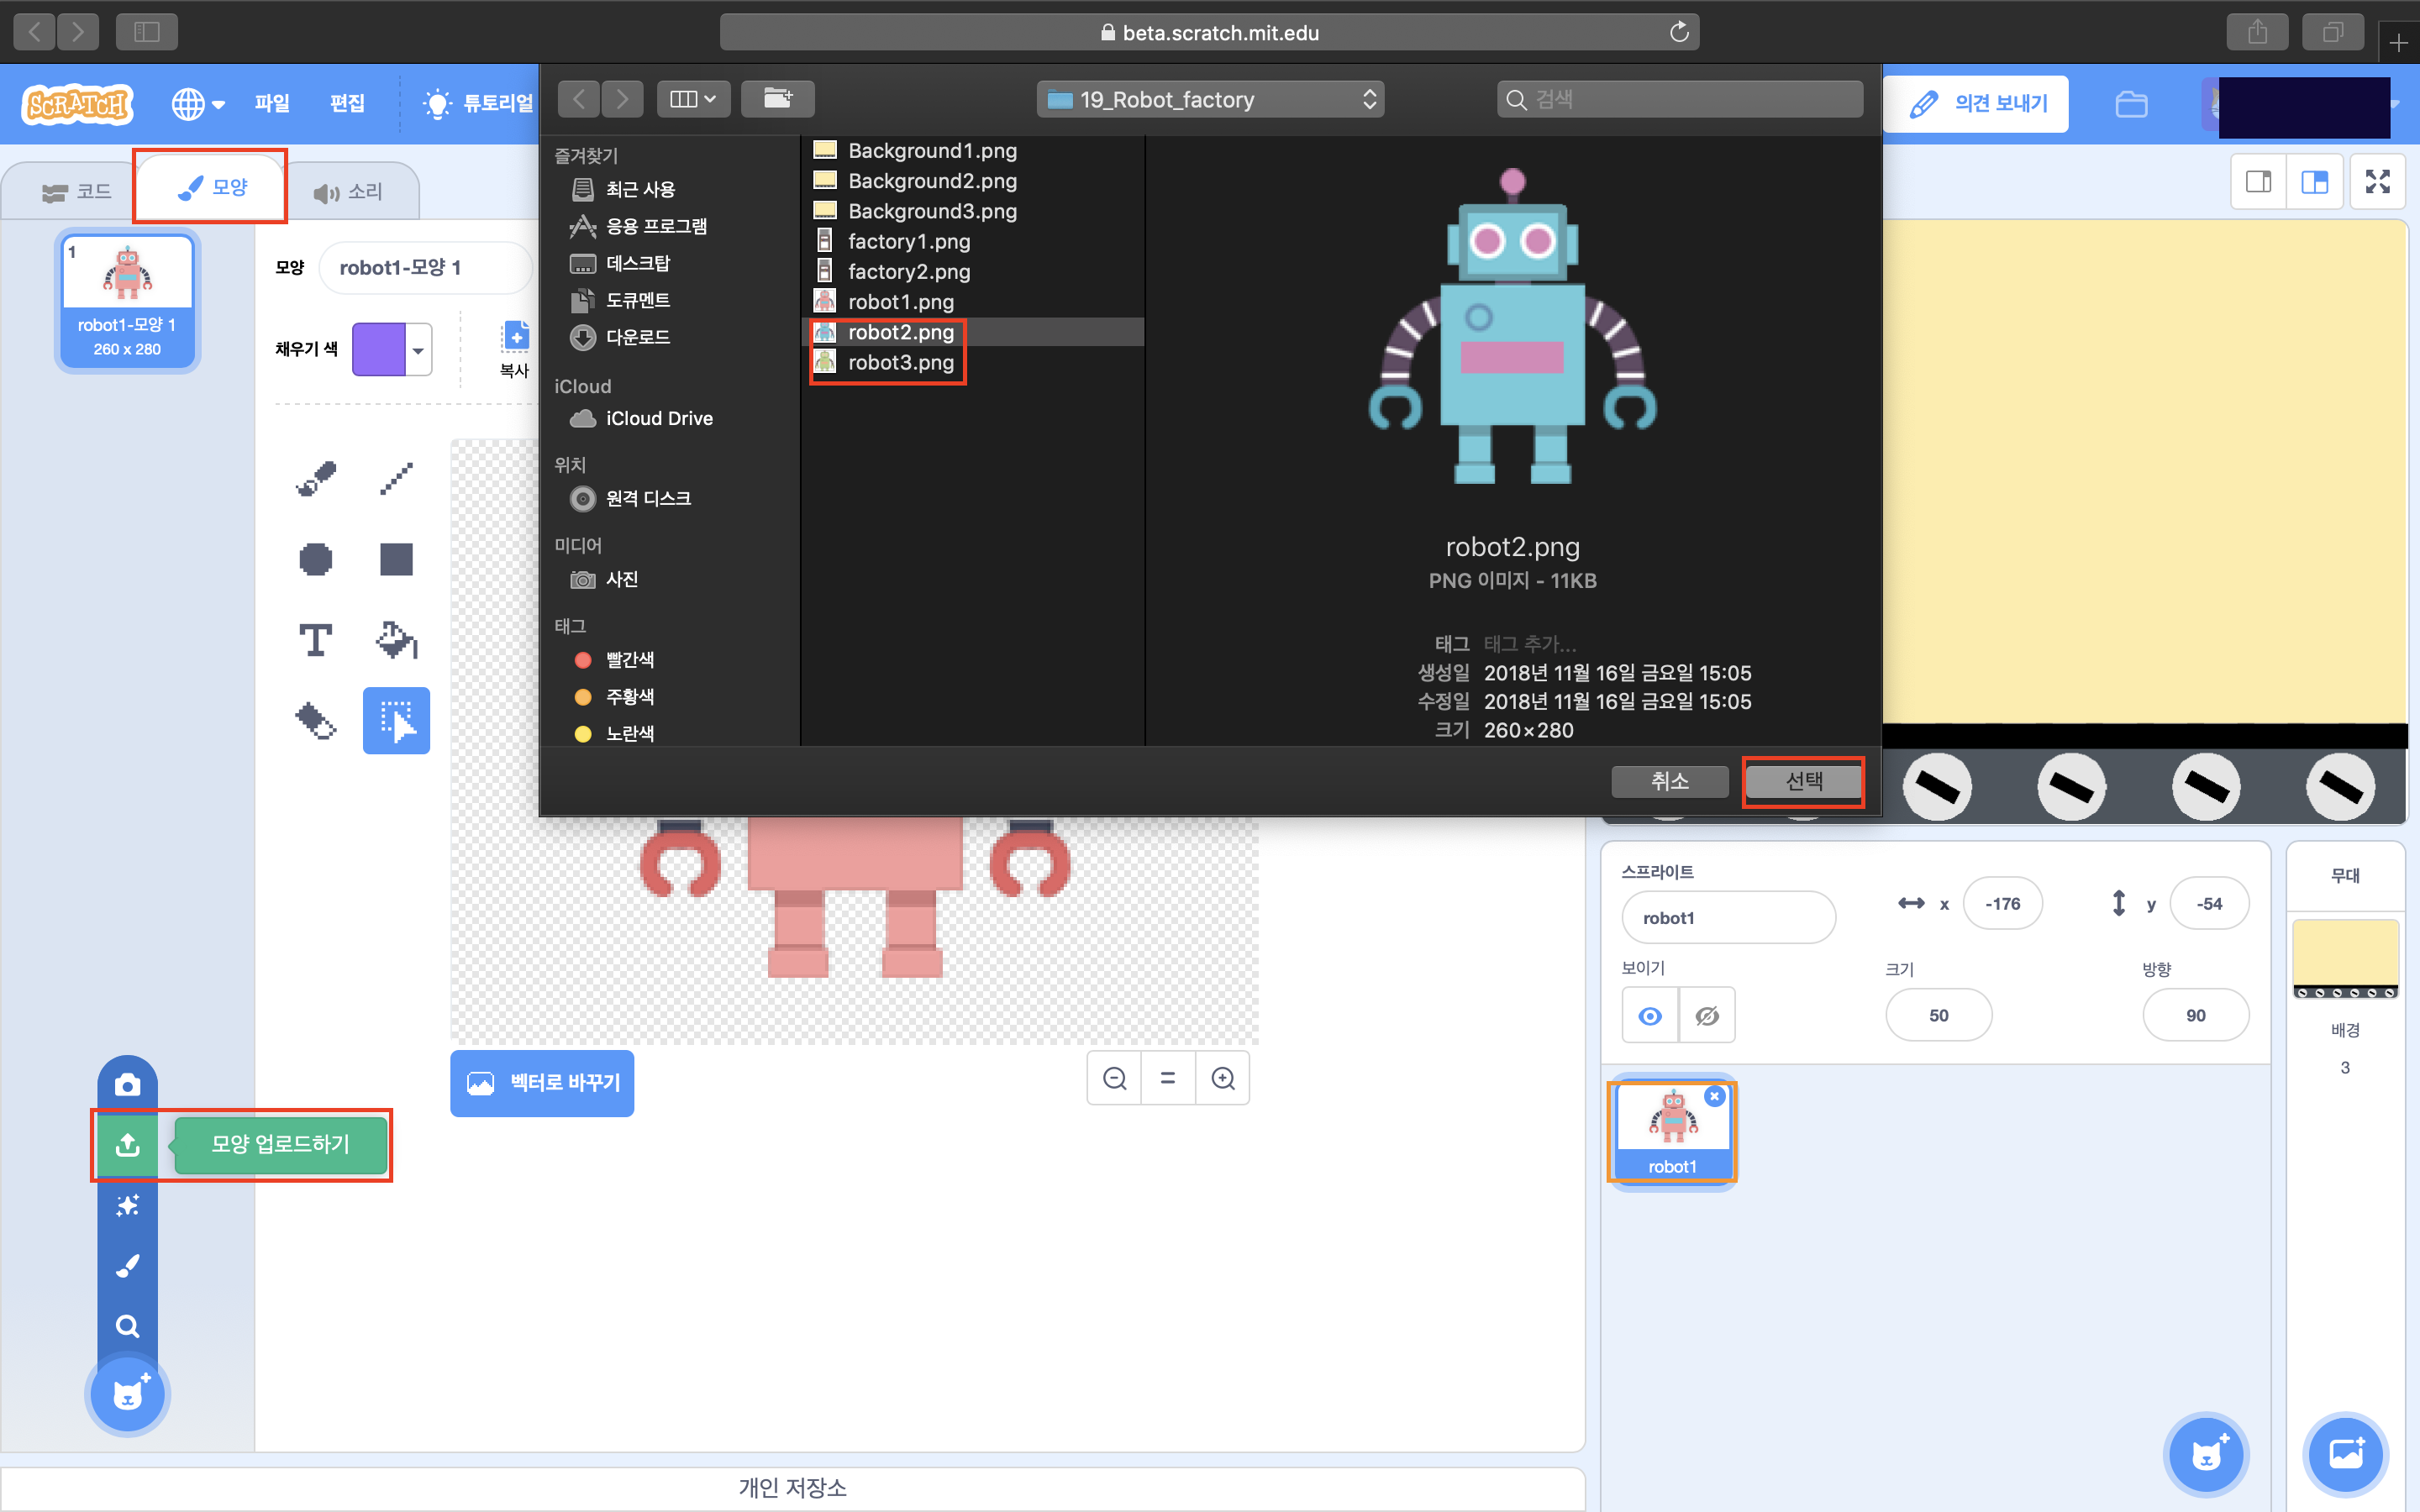 beta.scratch.mit.edu
SCRATCH
파일
편집
튜토리얼
19_Robot_factory
검색
의견 보내기
코드
모양
소리
1
robot1-모양 1
260 x 280
모양
robot1-모양 1
채우기 색
복사
즐겨찾기
최근 사용
응용 프로그램
데스크탑
도큐멘트
다운로드
iCloud
iCloud Drive
위치
원격 디스크
미디어
사진
태그
빨간색
주황색
노란색
Background1.png
Background2.png
Background3.png
factory1.png
factory2.png
robot1.png
robot2.png
robot3.png
robot2.png
PNG 이미지 - 11KB
태그 태그 추가...
생성일 2018년 11월 16일 금요일 15:05
수정일 2018년 11월 16일 금요일 15:05
크기 260×280
취소
선택
벡터로 바꾸기
모양 업로드하기
스프라이트
robot1
x
-176
y
-54
보이기
크기
50
방향
90
robot1
무대
배경
3
개인 저장소